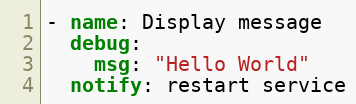 1 - name: Display message
2   debug:
3     msg: "Hello World"
4   notify: restart service